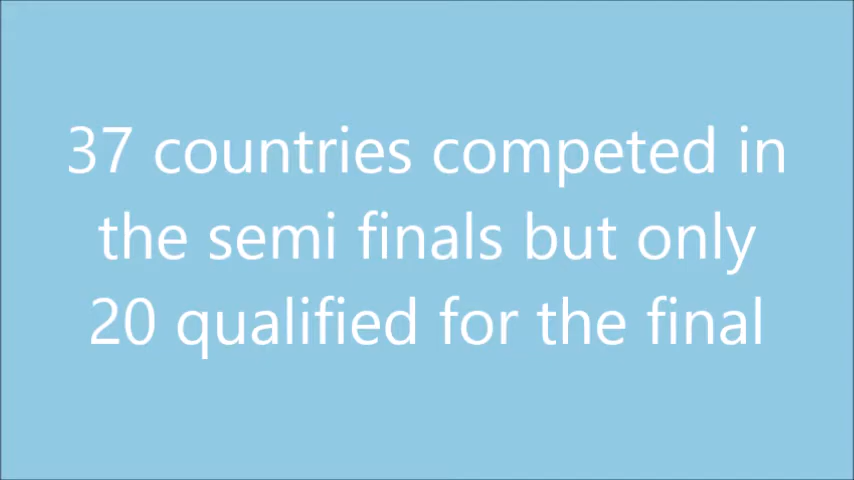 37 countries competed in
the semi finals but only
20 qualified for the final